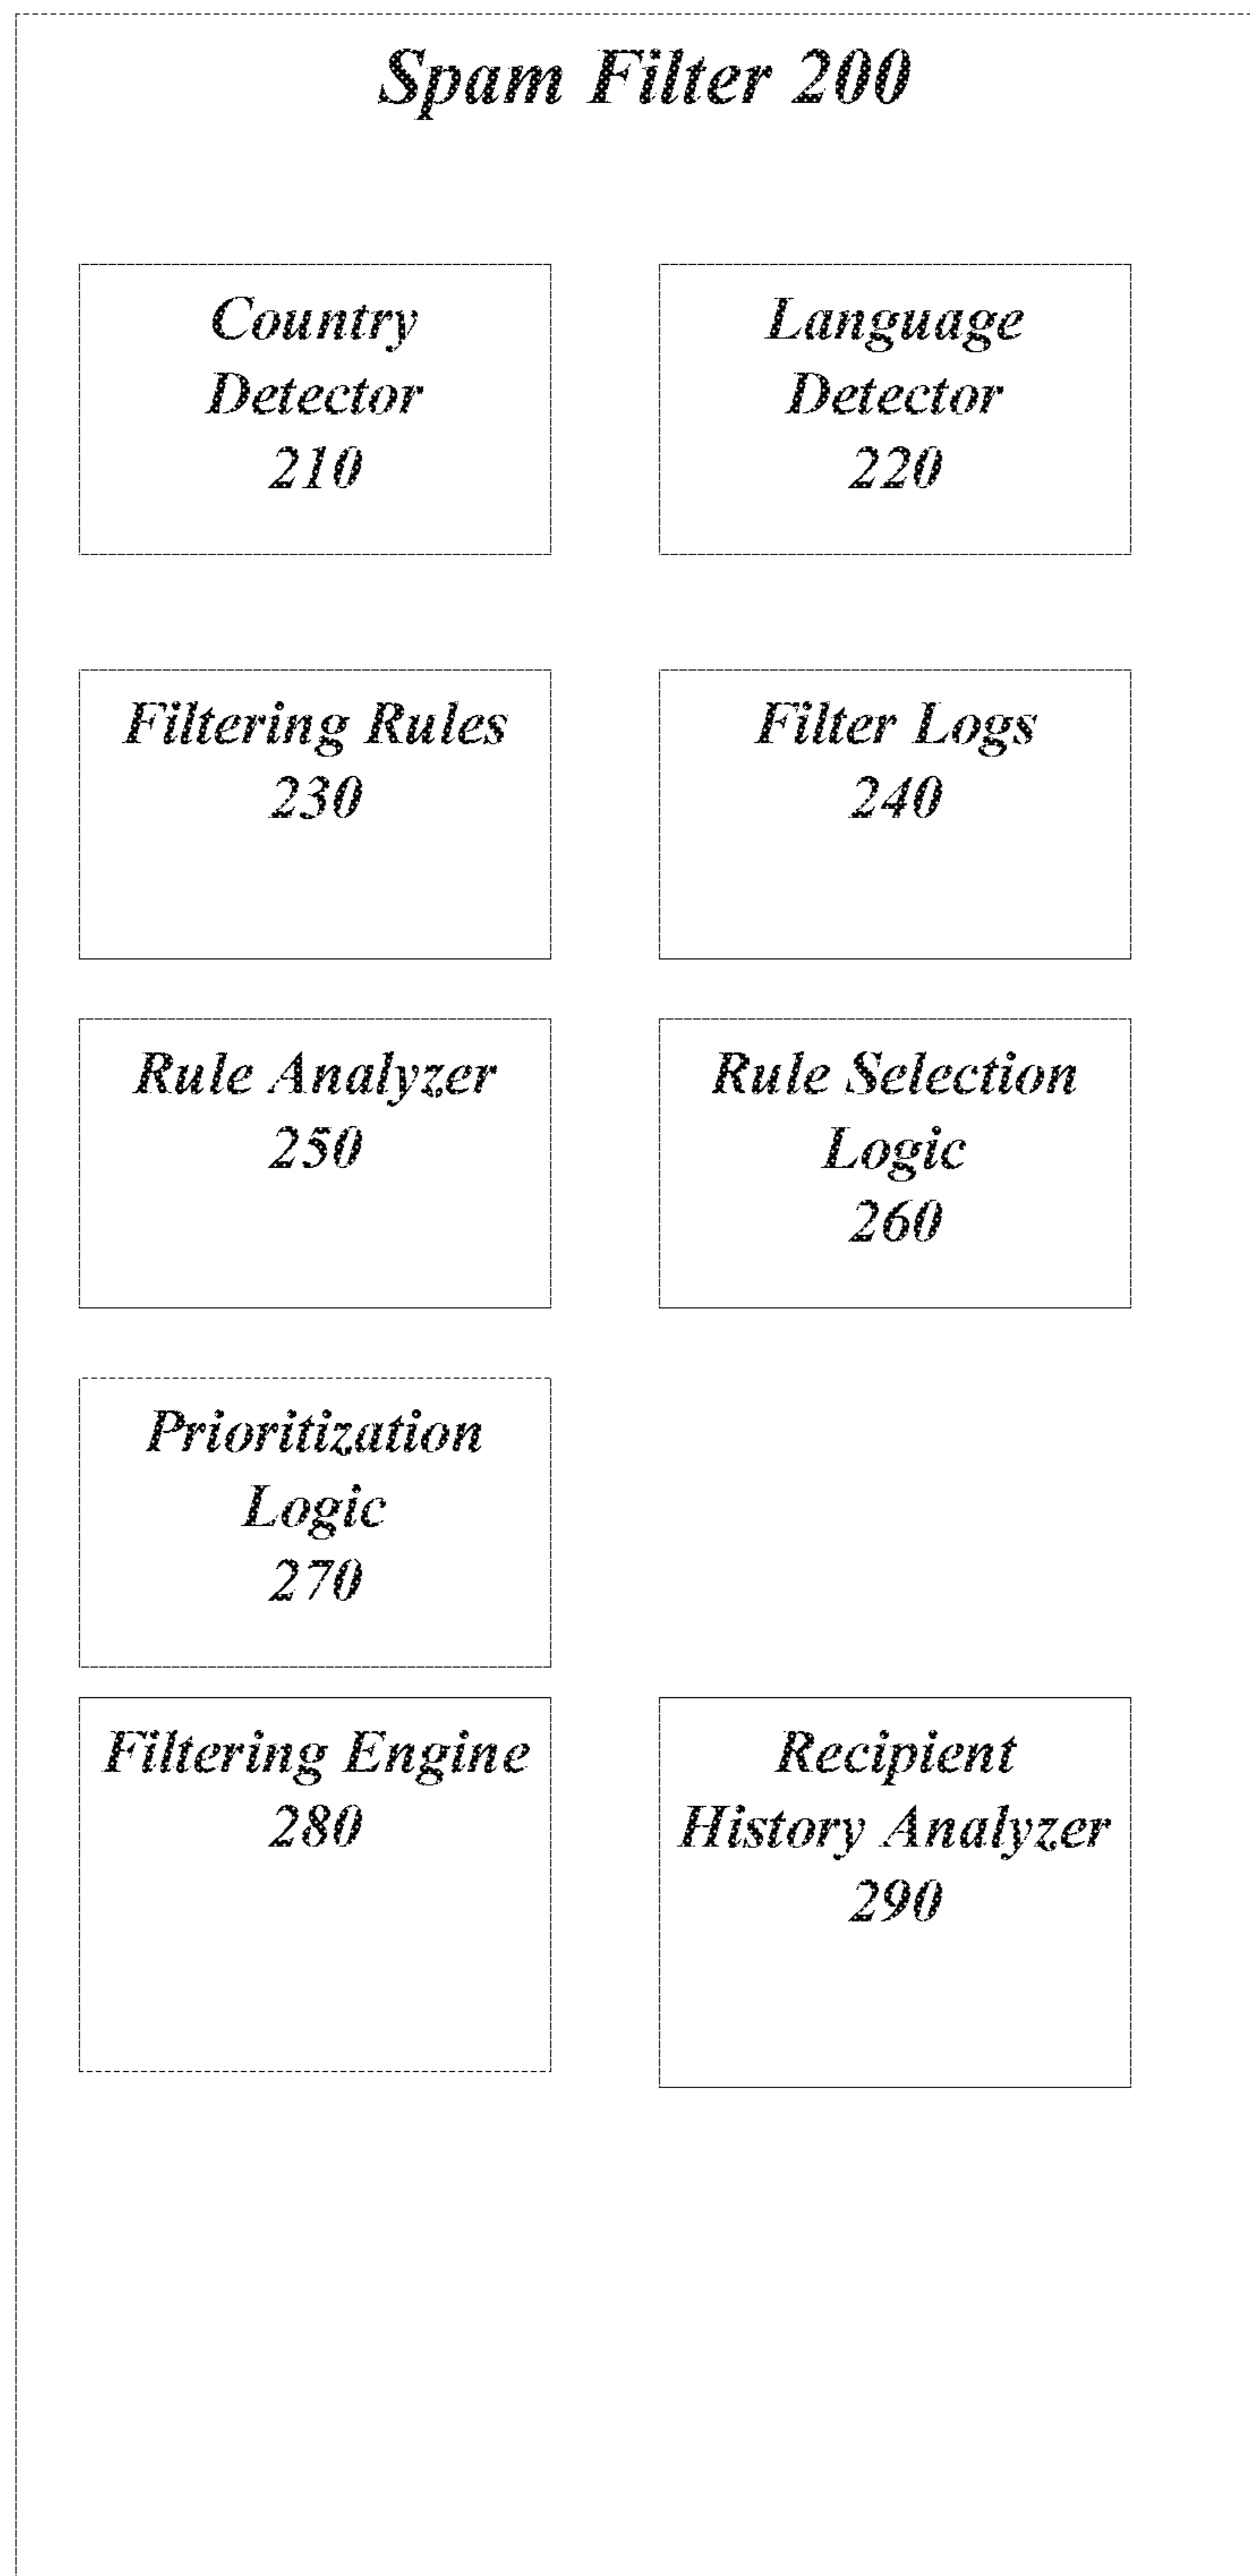 Spam Filter 200
Country
Detector
210
Language
Detector
220
Filtering Rules
230
Filter Logs
240
Rule Analyzer
250
Rule Selection
Logic
260
Prioritization
Logic
270
Filtering Engine
280
Recipient
History Analyzer
290